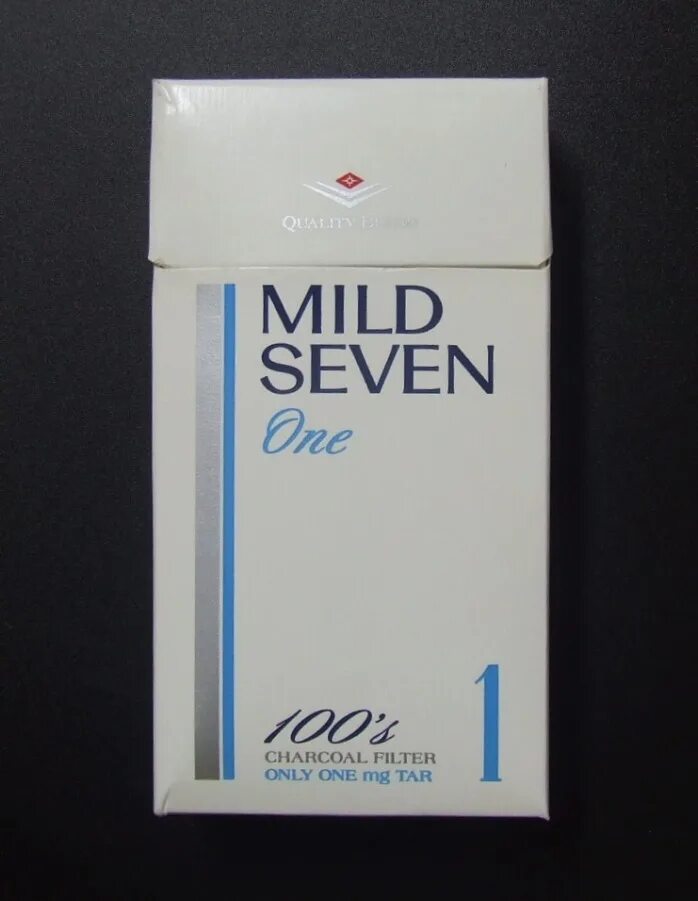 QUALITY
MILD
SEVEN
One
100's
CHARCOAL FILTER
ONLY ONE mg TAR
1